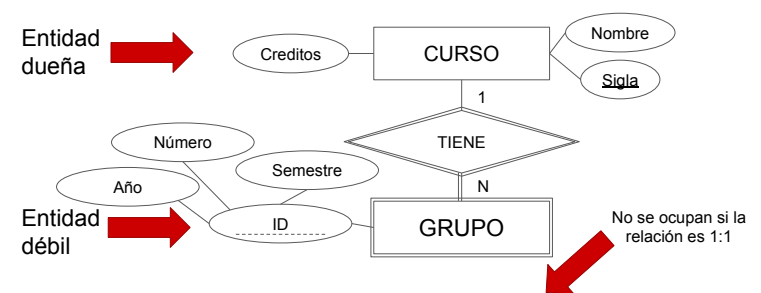 Entidad
dueña
Creditos
CURSO
Nombre
Sigla
1
TIENE
Número
Semestre
Año
N
Entidad
débil
ID
GRUPO
No se ocupan si la
relación es 1:1